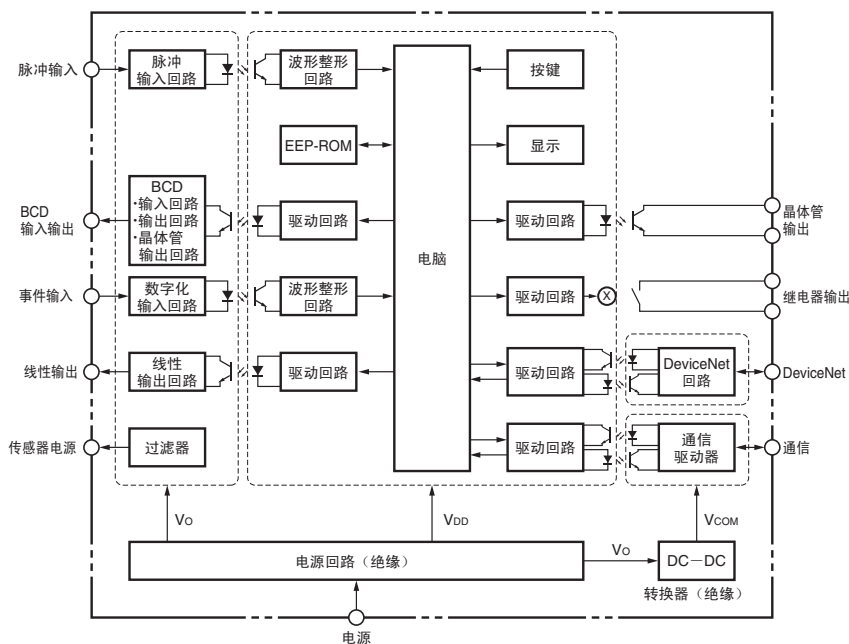 脉冲输入
脉冲
输入回路
波形整形
回路
按键
EEP-ROM
显示
BCD
输入输出
BCD
·输入回路
·输出回路
·晶体管
输出回路
驱动回路
电脑
驱动回路
晶体管
输出
事件输入
数字化
输入回路
波形整形
回路
驱动回路
X
继电器输出
线性输出
线性
输出回路
驱动回路
驱动回路
DeviceNet
回路
DeviceNet
传感器电源
过滤器
驱动回路
通信
驱动器
通信
VO
VDD
VCOM
电源回路（绝缘）
VO
DC－DC
转换器（绝缘）
电源